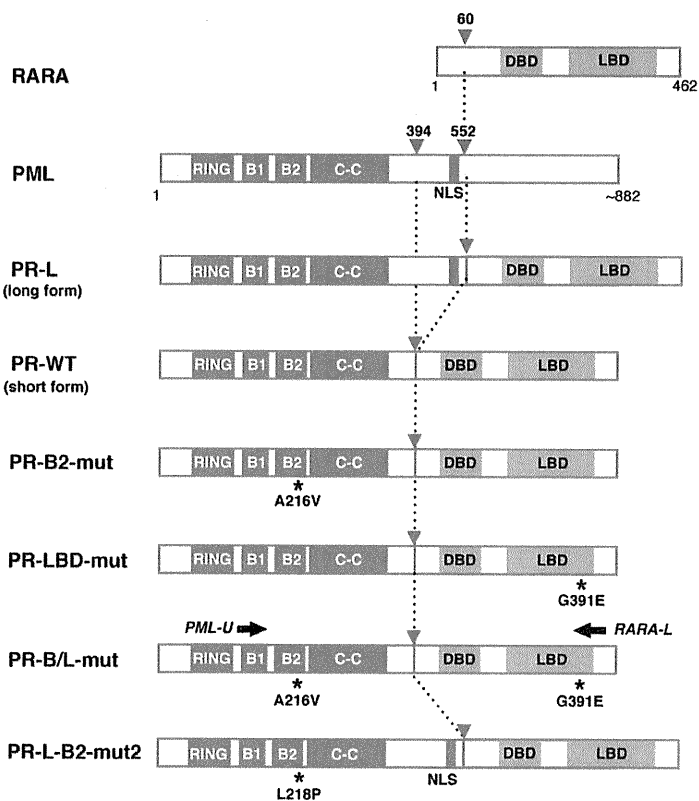 60
RARA
DBD
LBD
1
462
394
552
PML
RING
B1
B2
C-C
1
NLS
~882
PR-L
(long form)
RING
B1
B2
C-C
DBD
LBD
PR-WT
(short form)
RING
B1
B2
C-C
DBD
LBD
PR-B2-mut
RING
B1
B2
C-C
DBD
LBD
*
A216V
PR-LBD-mut
RING
B1
B2
C-C
DBD
LBD
*
G391E
PML-U
RARA-L
PR-B/L-mut
RING
B1
B2
C-C
DBD
LBD
*
A216V
*
G391E
PR-L-B2-mut2
RING
B1
B2
C-C
DBD
LBD
*
L218P
NLS